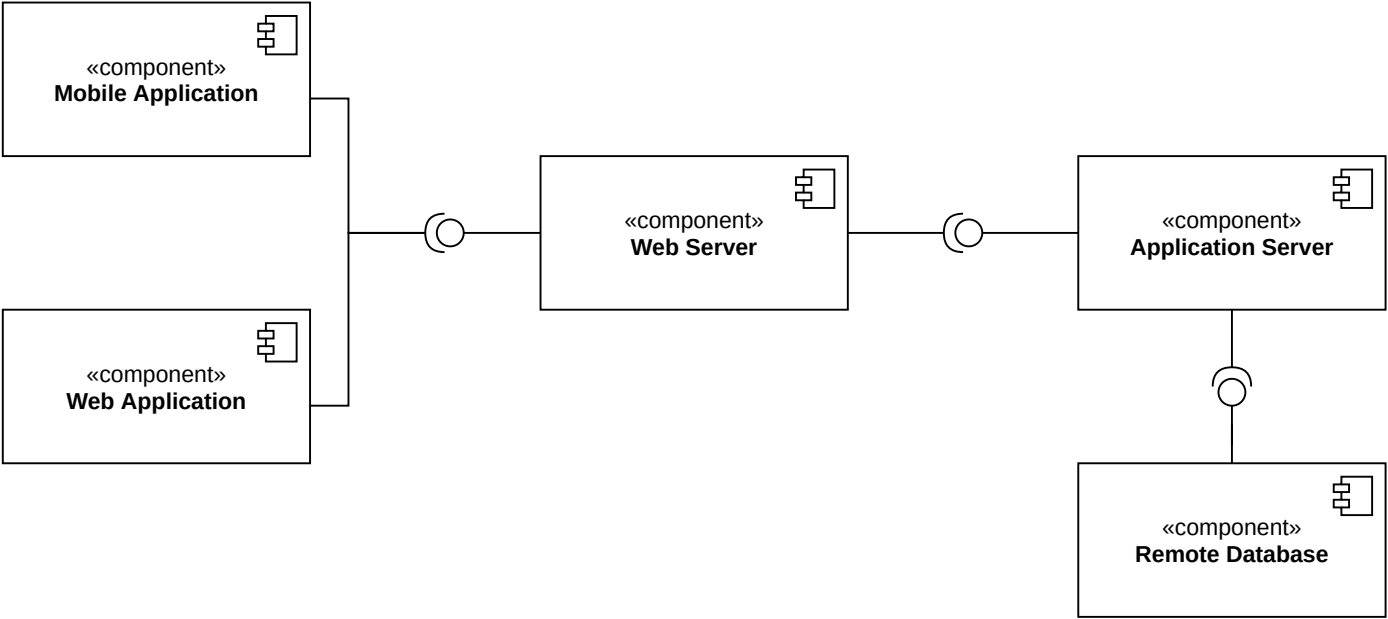 «component»
Mobile Application
«component»
Web Server
«component»
Application Server
«component»
Web Application
«component»
Remote Database